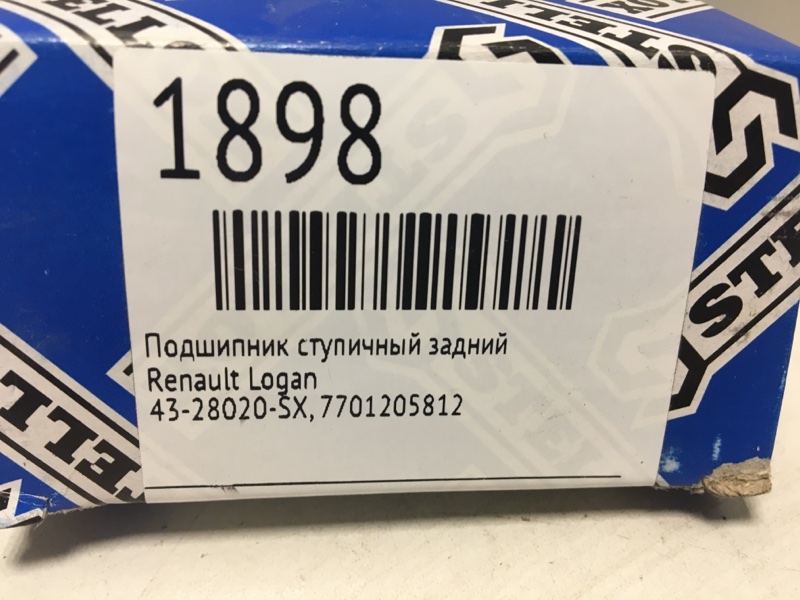 1898
Подшипник ступичный задний
Renault Logan
43-28020-SX, 7701205812